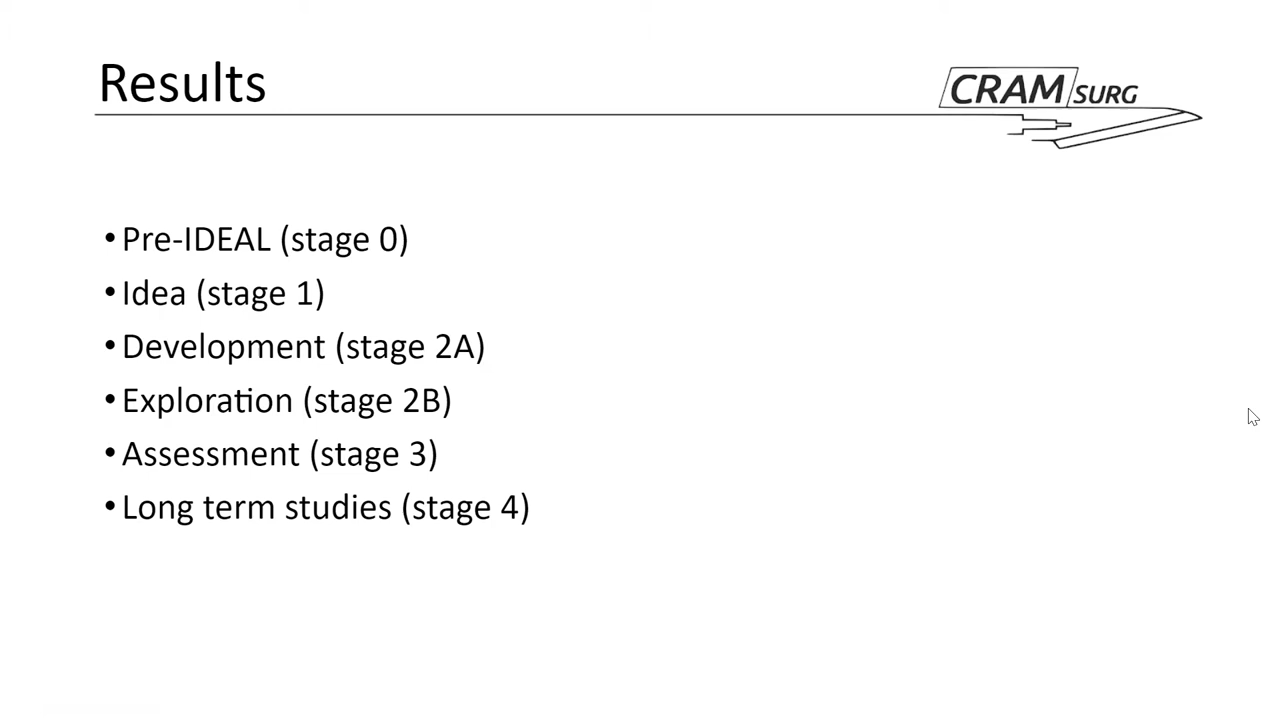 Results
CRAM SURG
•Pre-IDEAL (stage 0)
•Idea (stage 1)
•Development (stage 2A)
•Exploration (stage 2B)
•Assessment (stage 3)
•Long term studies (stage 4)